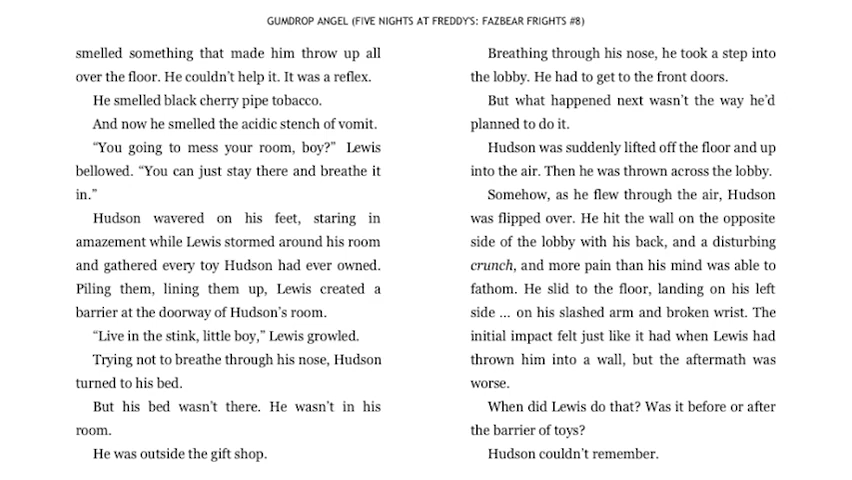 GUMDROP ANGEL (FIVE NIGHTS AT FREDDY'S: FAZBEAR FRIGHTS #8)
smelled something that made him throw up all
over the floor. He couldn't help it. It was a reflex.
He smelled black cherry pipe tobacco.
And now he smelled the acidic stench of vomit.
“You going to mess your room, boy?” Lewis
bellowed. “You can just stay there and breathe it
in.”
Hudson wavered on his feet, staring in
amazement while Lewis stormed around his room
and gathered every toy Hudson had ever owned.
Piling them, lining them up, Lewis created a
barrier at the doorway of Hudson's room.
“Live in the stink, little boy,” Lewis growled.
Trying not to breathe through his nose, Hudson
turned to his bed.
But his bed wasn't there. He wasn't in his
room.
He was outside the gift shop.
Breathing through his nose, he took a step into
the lobby. He had to get to the front doors.
But what happened next wasn't the way he'd
planned to do it.
Hudson was suddenly lifted off the floor and up
into the air. Then he was thrown across the lobby.
Somehow, as he flew through the air, Hudson
was flipped over. He hit the wall on the opposite
side of the lobby with his back, and a disturbing
crunch, and more pain than his mind was able to
fathom. He slid to the floor, landing on his left
side ... on his slashed arm and broken wrist. The
initial impact felt just like it had when Lewis had
thrown him into a wall, but the aftermath was
worse.
When did Lewis do that? Was it before or after
the barrier of toys?
Hudson couldn't remember.